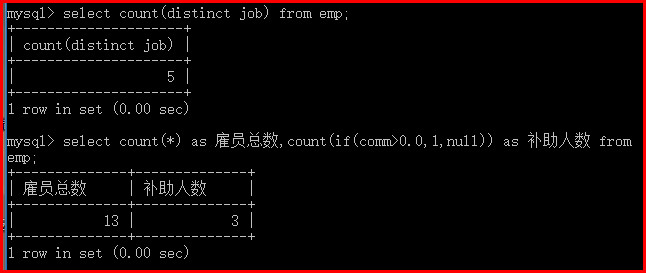 mysql> select count(distinct job) from emp;
+---------------------+
| count(distinct job) |
+---------------------+
|                   5 |
+---------------------+
1 row in set (0.00 sec)
mysql> select count(*) as 雇员总数,count(if(comm>0.0,1,null)) as 补助人数 from
emp;
+--------------+--------------+
| 雇员总数     | 补助人数     |
+--------------+--------------+
|           13 |            3 |
+--------------+--------------+
1 row in set (0.00 sec)